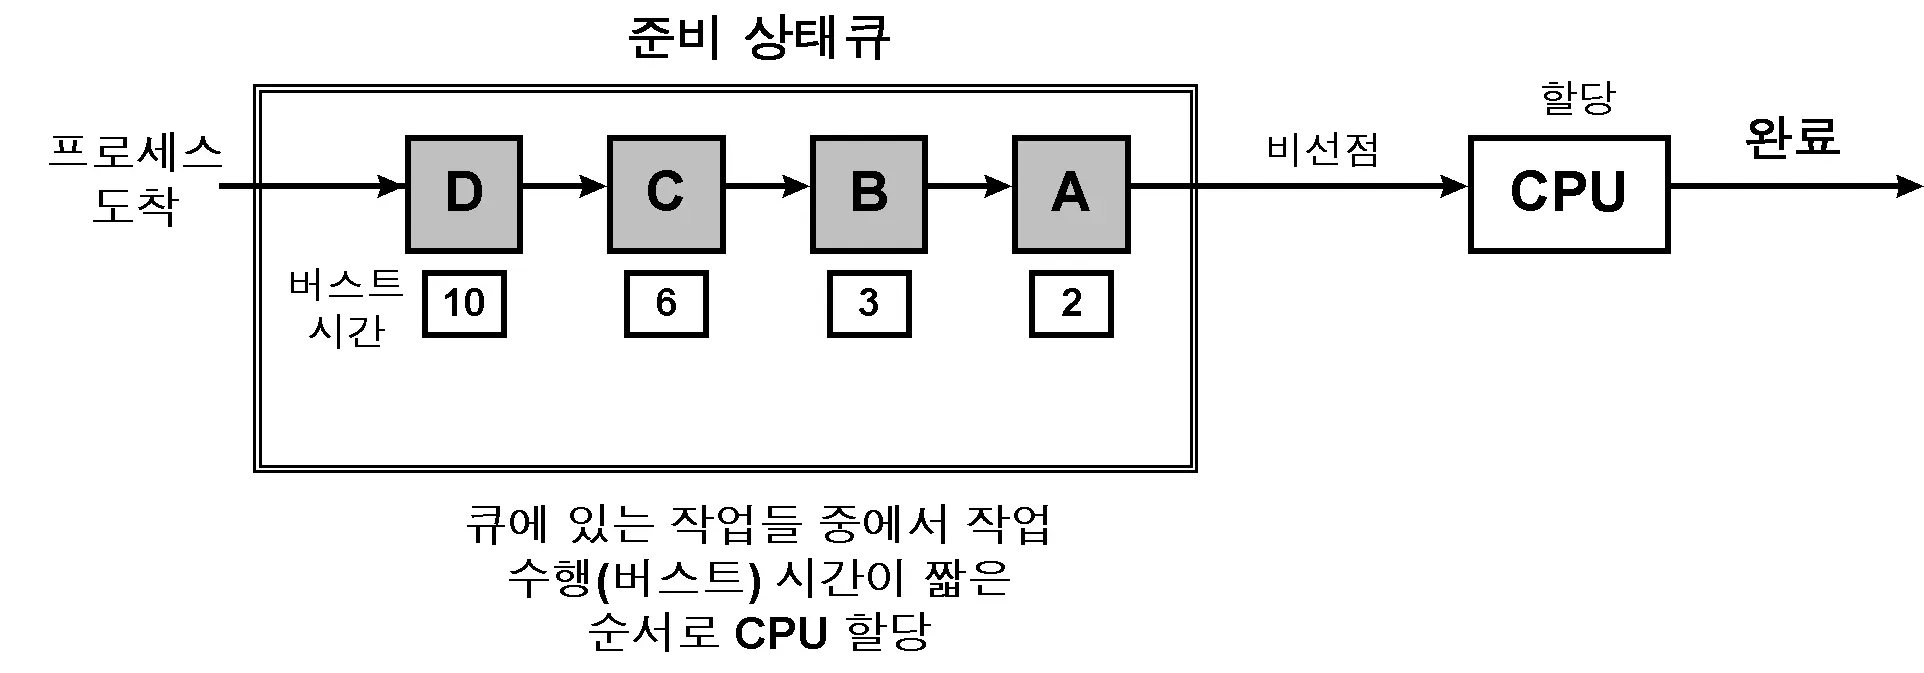 준비 상태큐
프로세스
도착
D
C
B
A
비선점
할당
CPU
완료
버스트
시간
10
6
3
2
큐에 있는 작업들 중에서 작업
수행(버스트) 시간이 짧은
순서로 CPU 할당